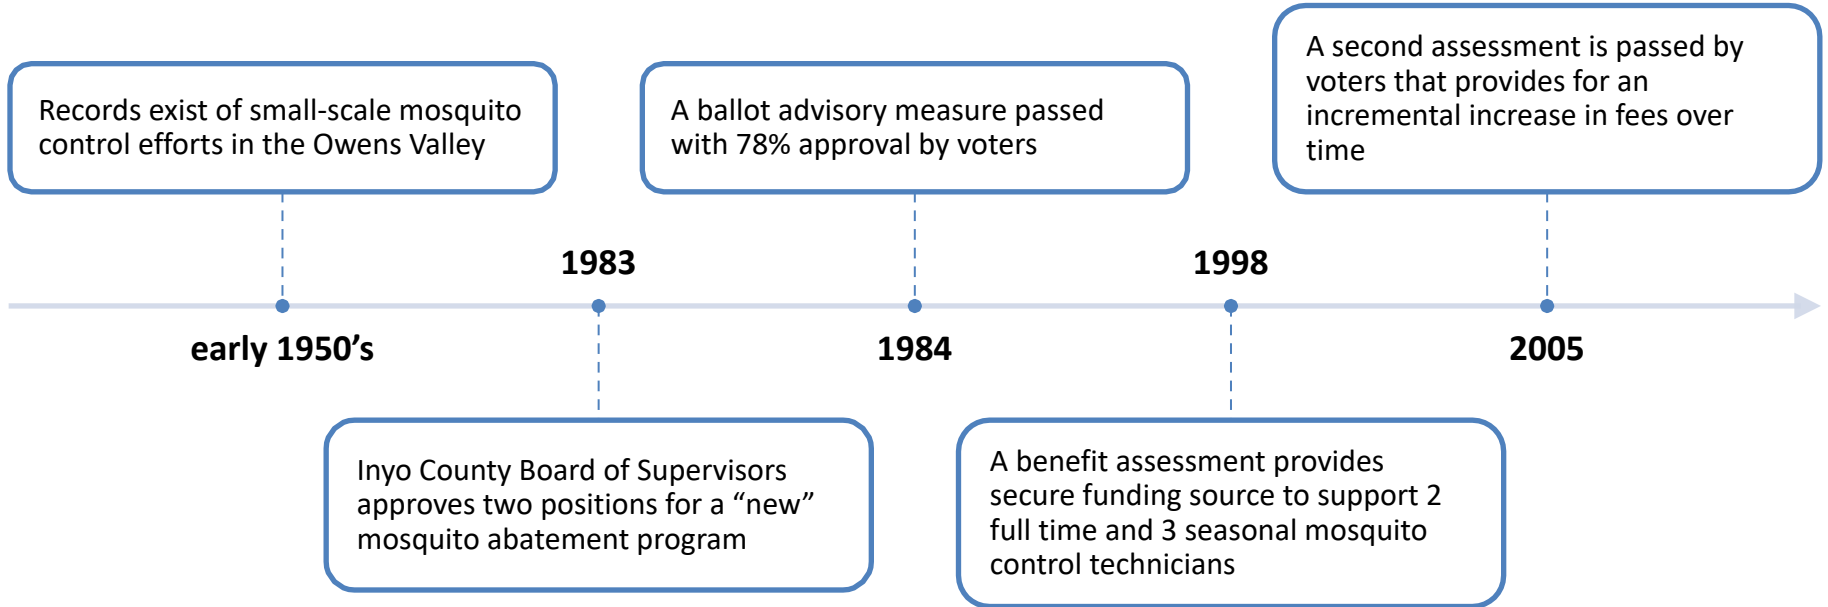 Records exist of small-scale mosquito
control efforts in the Owens Valley
early 1950’s
1983
Inyo County Board of Supervisors
approves two positions for a “new”
mosquito abatement program
A ballot advisory measure passed
with 78% approval by voters
1984
1998
A benefit assessment provides
secure funding source to support 2
full time and 3 seasonal mosquito
control technicians
A second assessment is passed by
voters that provides for an
incremental increase in fees over
time
2005